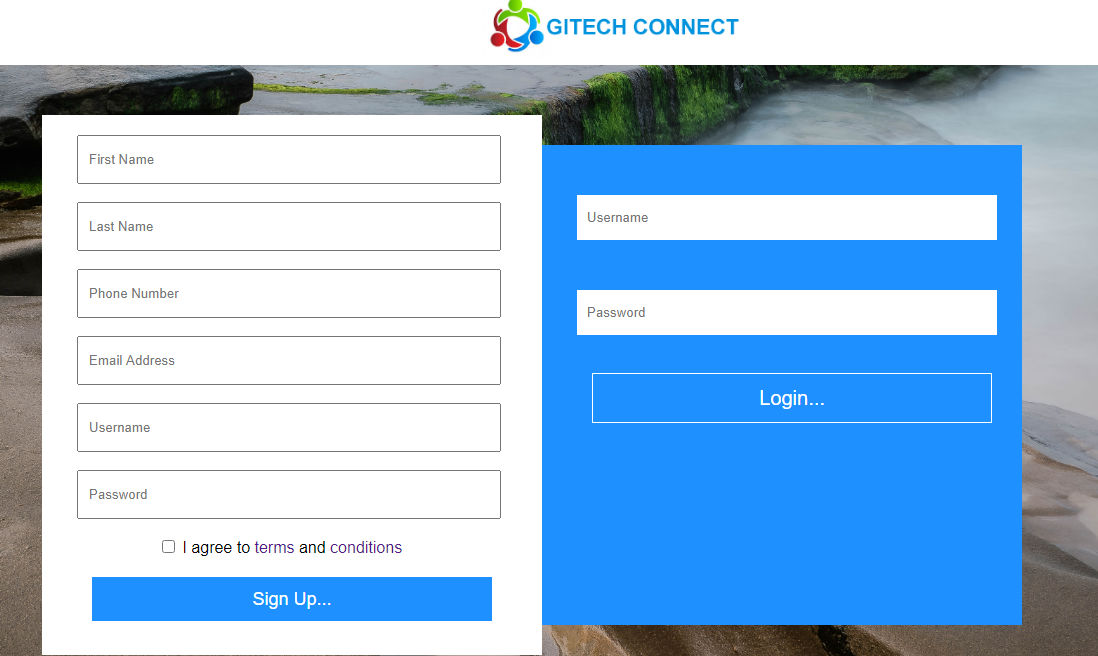 GITECH CONNECT
First Name
Last Name
Phone Number
Email Address
Username
Password
I agree to terms and conditions
Sign Up...
Username
Password
Login...